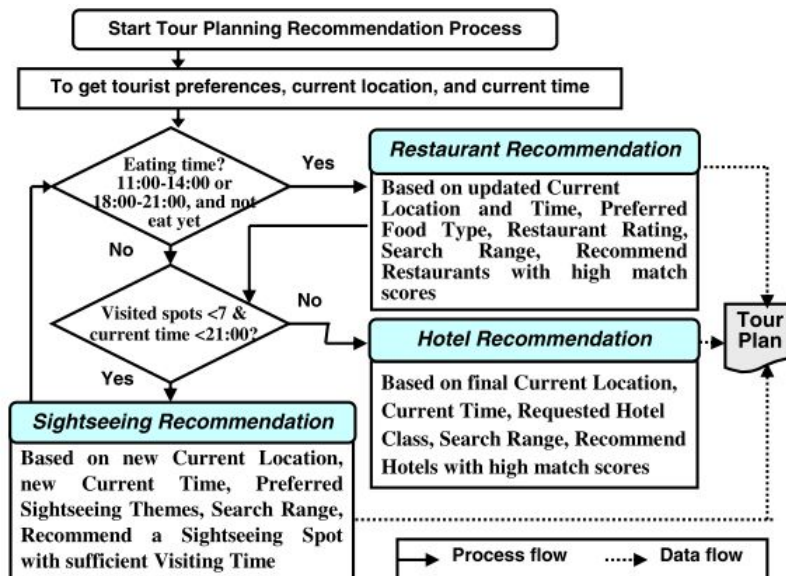 Start Tour Planning Recommendation Process
To get tourist preferences, current location, and current time
Eating time?
11:00-14:00 or
18:00-21:00, and not
eat yet
Yes
No
Restaurant Recommendation
Based on updated Current
Location and Time, Preferred
Food Type, Restaurant Rating,
Search Range, Recommend
Restaurants with high match
scores
Visited spots <7 &
current time <21:00?
No
Yes
Hotel Recommendation
Based on final Current Location,
Current Time, Requested Hotel
Class, Search Range, Recommend
Hotels with high match scores
Tour
Plan
Sightseeing Recommendation
Based on new Current Location,
new Current Time, Preferred
Sightseeing Themes, Search Range,
Recommend a Sightseeing Spot
with sufficient Visiting Time
Process flow
Data flow